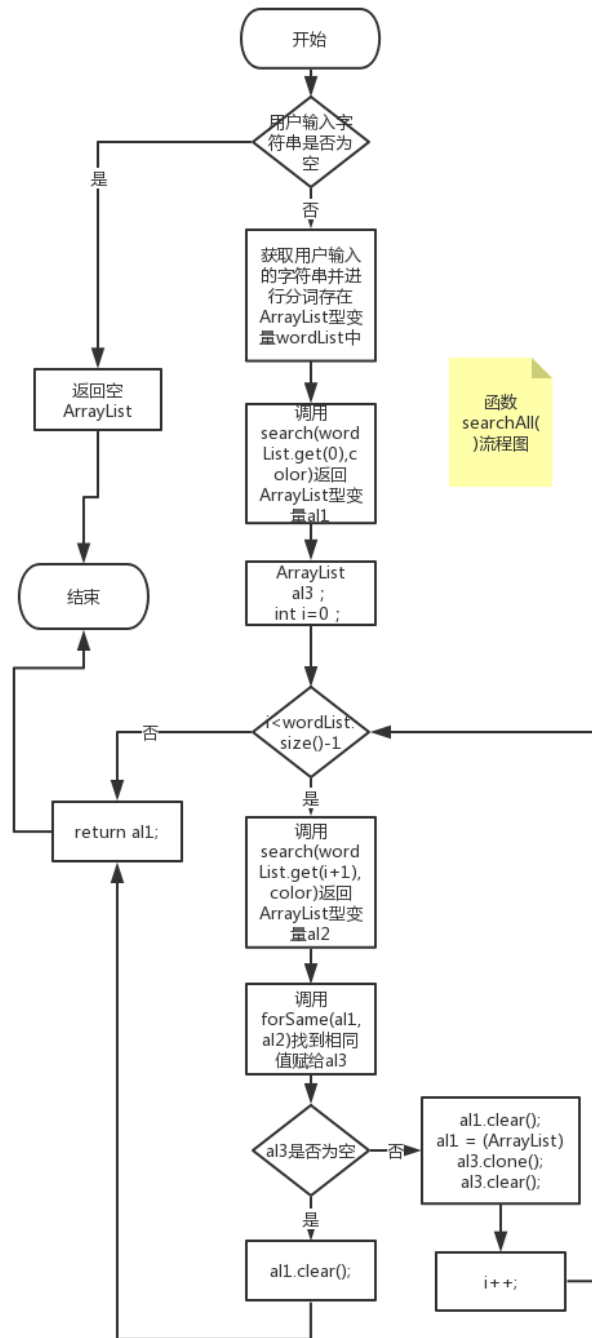 开始
用户输入字
符串是否为
空
是
否
获取用户输入
的字符串并进
行分词存在
ArrayList型变
量wordList中
返回空
ArrayList
函数
searchAll(
)流程图
调用
search(word
List.get(0),c
olor)返回
ArrayList型变
量al1
结束
ArrayList
al3 ;
int i=0 ;
i<wordList.
size()-1
否
是
return al1;
调用
search(word
List.get(i+1),
color)返回
ArrayList型变
量al2
调用
forSame(al1,
al2)找到相同
值赋给al3
al3是否为空
否
al1.clear();
al1 = (ArrayList)
al3.clone();
al3.clear();
是
al1.clear();
i++;